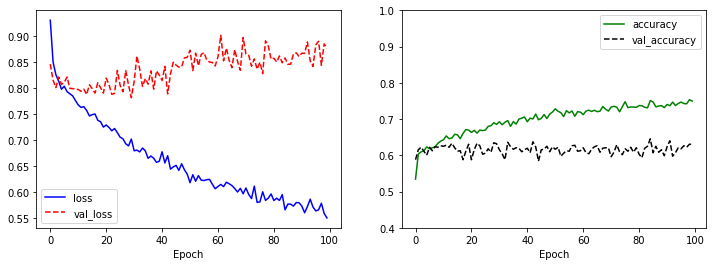 0.90
0.85
0.80
0.75
0.70
0.65
0.60
0.55
loss
val_loss
0 20 40 60 80 100
Epoch
1.0
0.9
0.8
0.7
0.6
0.5
0.4
accuracy
val_accuracy
0 20 40 60 80 100
Epoch